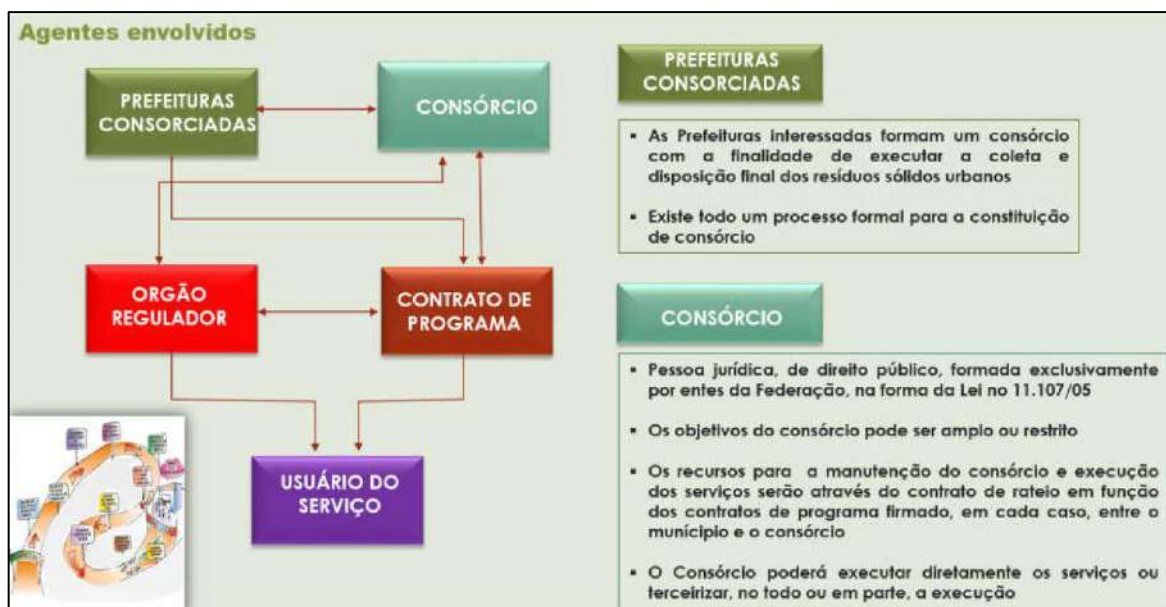 Agentes envolvidos
PREFEITURAS
CONSORCIADAS
CONSÓRCIO
ORGÃO
REGULADOR
CONTRATO DE
PROGRAMA
USUÁRIO DO
SERVIÇO
PREFEITURAS
CONSORCIADAS
▪ As Prefeituras interessadas formam um consórcio
com a finalidade de executar a coleta e
disposição final dos resíduos sólidos urbanos
▪ Existe todo um processo formal para a constituição
de consórcio
CONSÓRCIO
▪ Pessoa jurídica, de direito público, formada exclusivamente
por entes da Federação, na forma da Lei no 11.107/05
▪ Os objetivos do consórcio pode ser amplo ou restrito
▪ Os recursos para a manutenção do consórcio e execução
dos serviços serão através do contrato de rateio em função
dos contratos de programa firmado, em cada caso, entre o
município e o consórcio
▪ O Consórcio poderá executar diretamente os serviços ou
terceirizar, no todo ou em parte, a execução